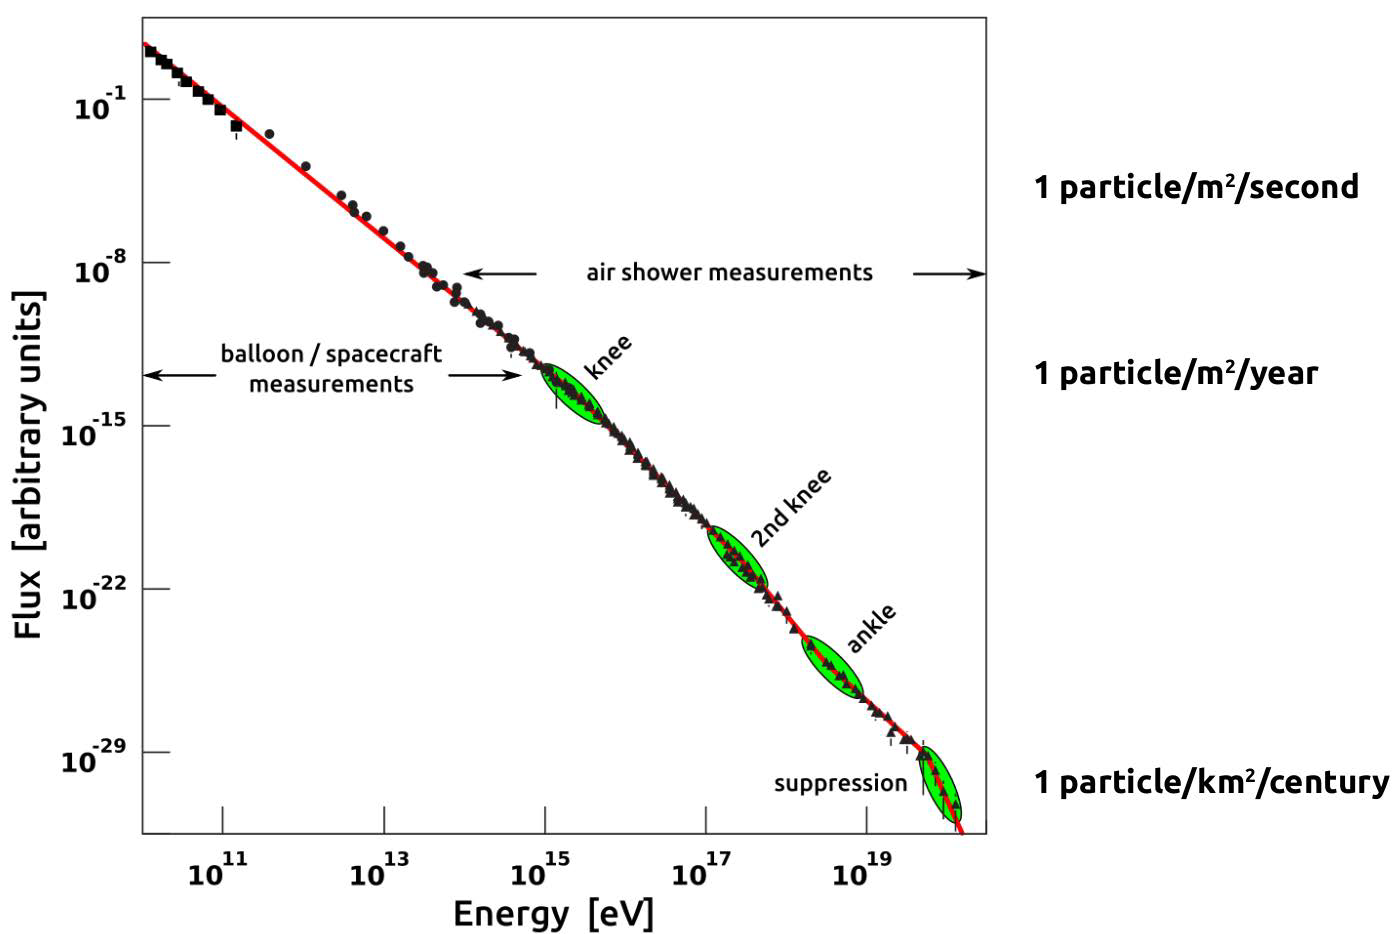 10⁻¹
1 particle/m²/second
10⁻⁸
air shower measurements
knee
balloon / spacecraft
measurements
1 particle/m²/year
10⁻¹⁵
2nd knee
10⁻²²
ankle
10⁻²⁹
suppression
1 particle/km²/century
Flux [arbitrary units]
10¹¹
10¹³
10¹⁵
10¹⁷
10¹⁹
Energy [eV]